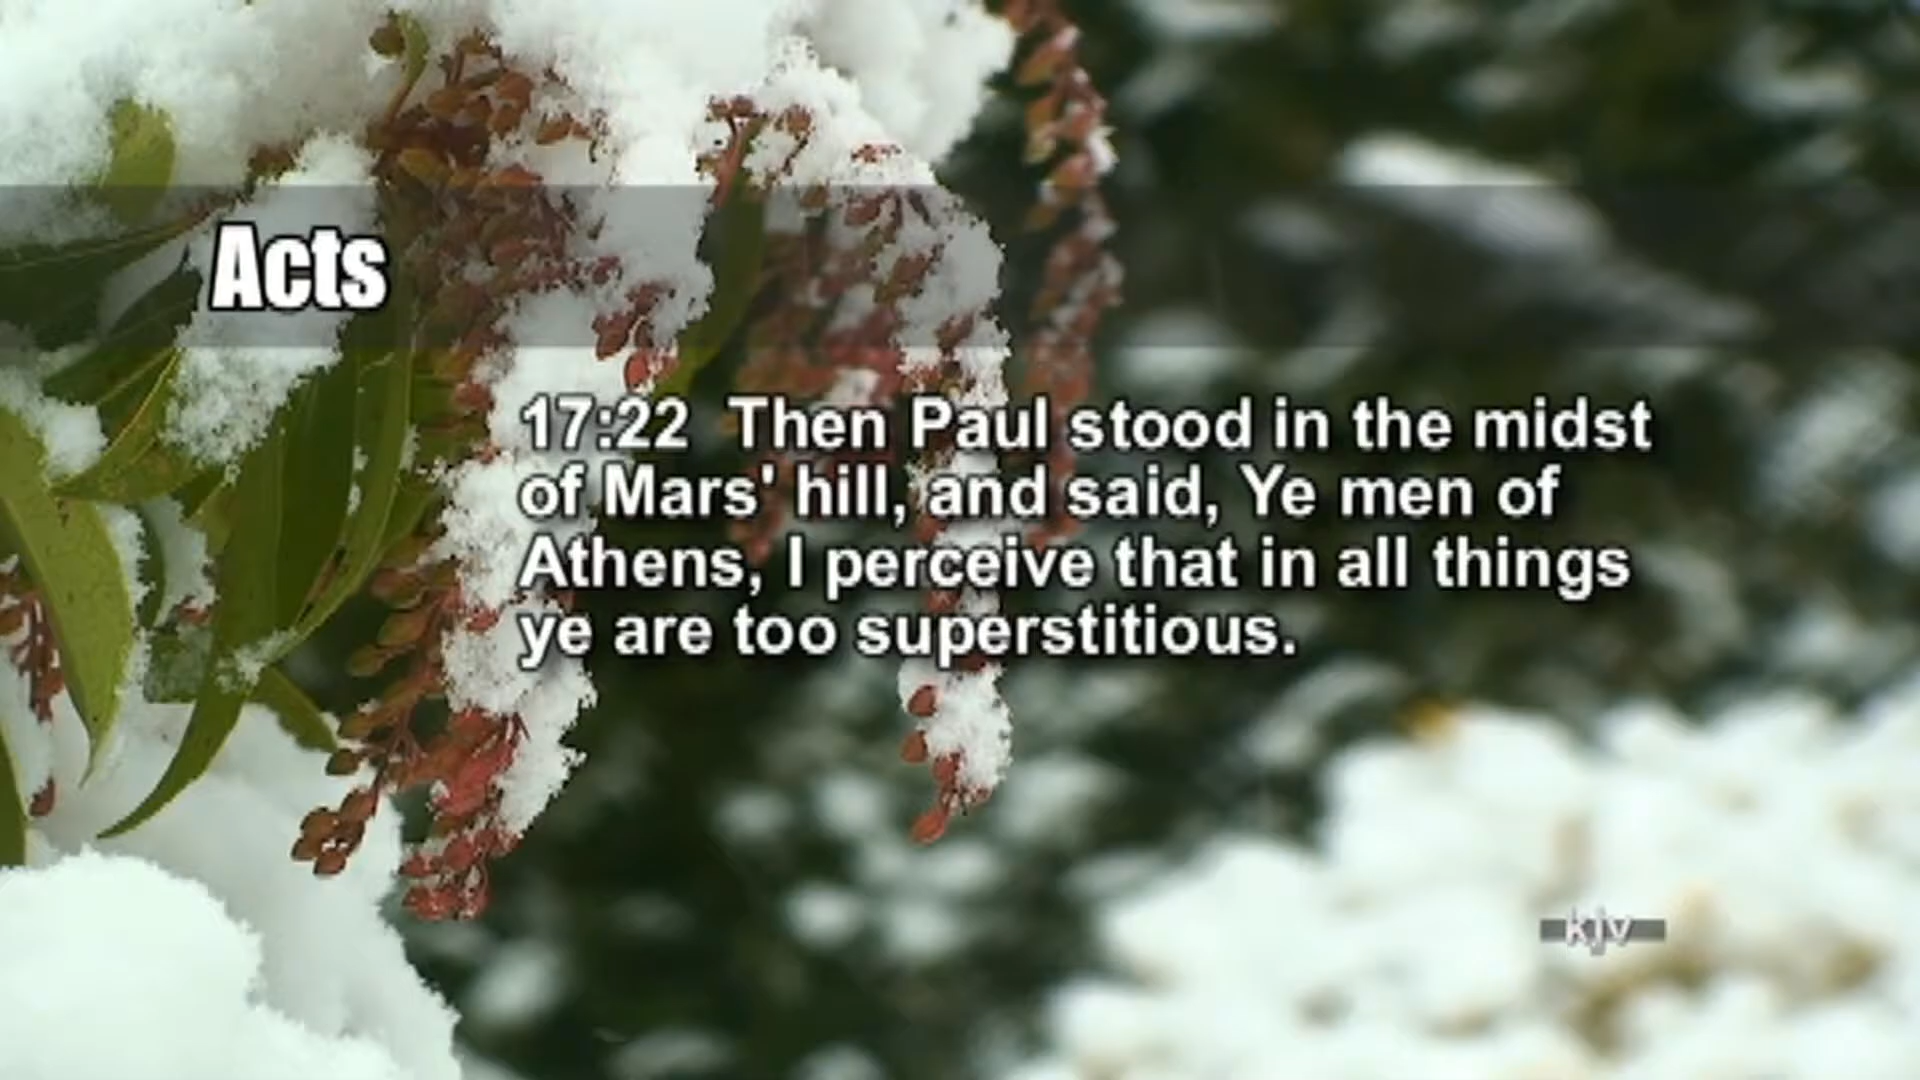 Acts
17:22 Then Paul stood in the midst
of Mars' hill, and said, Ye men of
Athens, I perceive that in all things
ye are too superstitious.
kjv